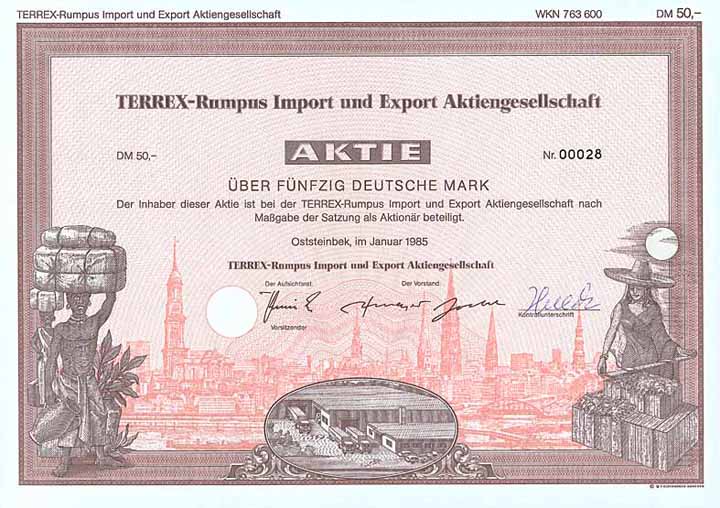 TERREX-Rumpus Import und Export Aktiengesellschaft WKN 763 600 DM 50,–
TERREX-Rumpus Import und Export Aktiengesellschaft
DM 50,– AKTIE Nr. 00028
ÜBER FÜNFZIG DEUTSCHE MARK
Der Inhaber dieser Aktie ist bei der TERREX-Rumpus Import und Export Aktiengesellschaft nach
Maßgabe der Satzung als Aktionär beteiligt.
Oststeinbek, im Januar 1985
TERREX-Rumpus Import und Export Aktiengesellschaft
Der Aufsichtsrat Der Vorstand
Vorsitzender
Kontrollunterschrift